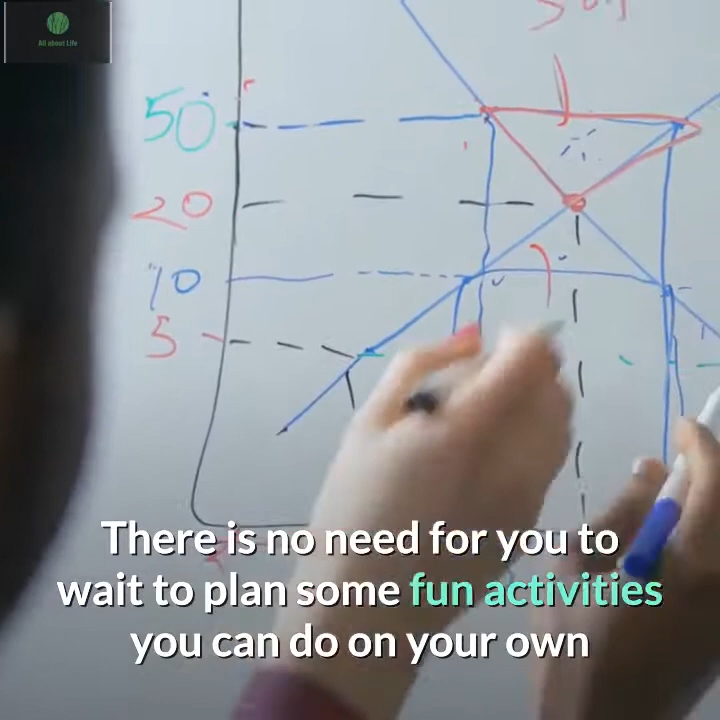 All about Life
50
20
10
5
There is no need for you to
wait to plan some fun activities
you can do on your own